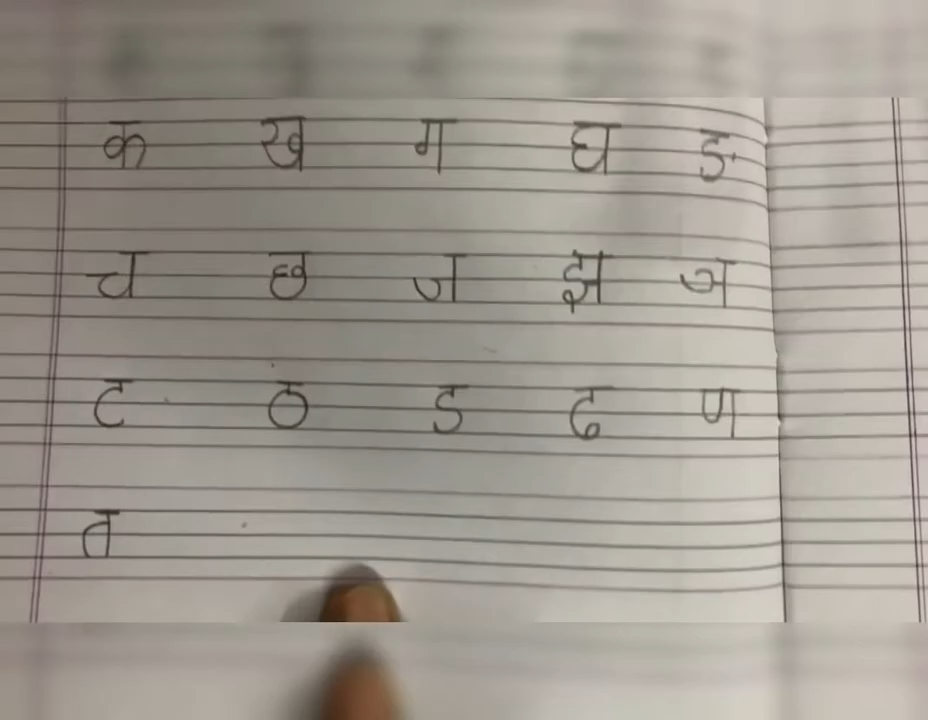 क ख ग घ ङ
च छ ज झ ञ
ट ठ ड ढ ण
त